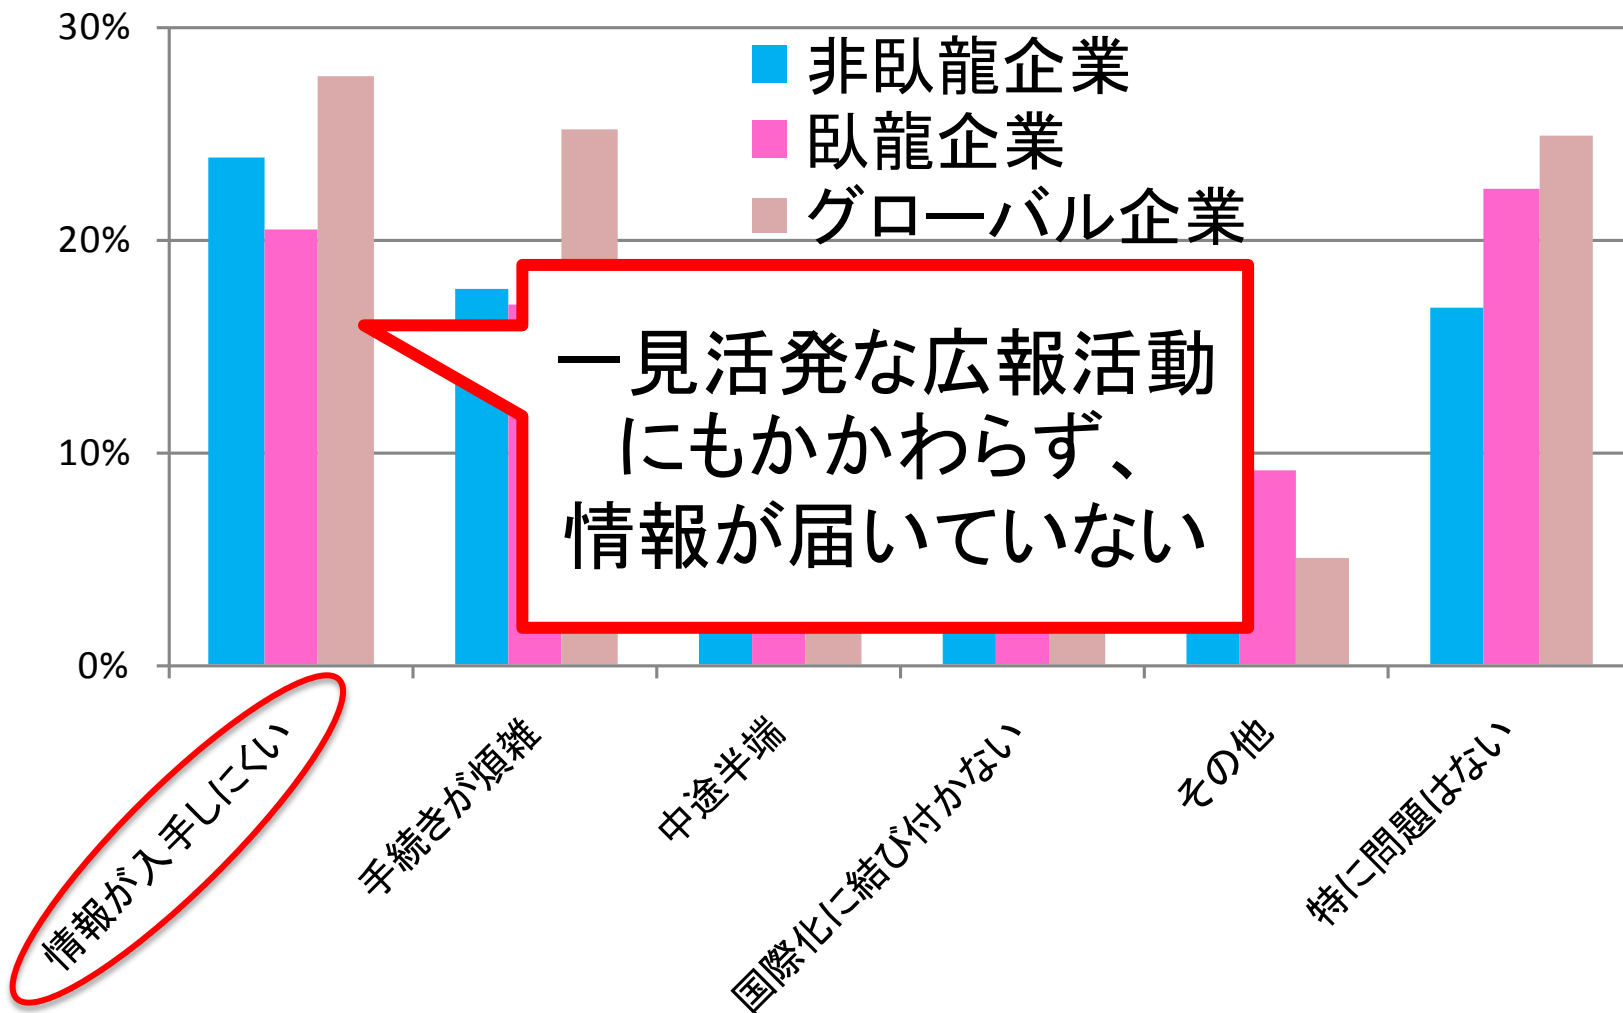 30%
20%
10%
0%
非臥龍企業
臥龍企業
グローバル企業
一見活発な広報活動
にもかかわらず、
情報が届いていない
情報が入手しにくい
手続きが煩雑
中途半端
国際化に結び付かない
その他
特に問題はない